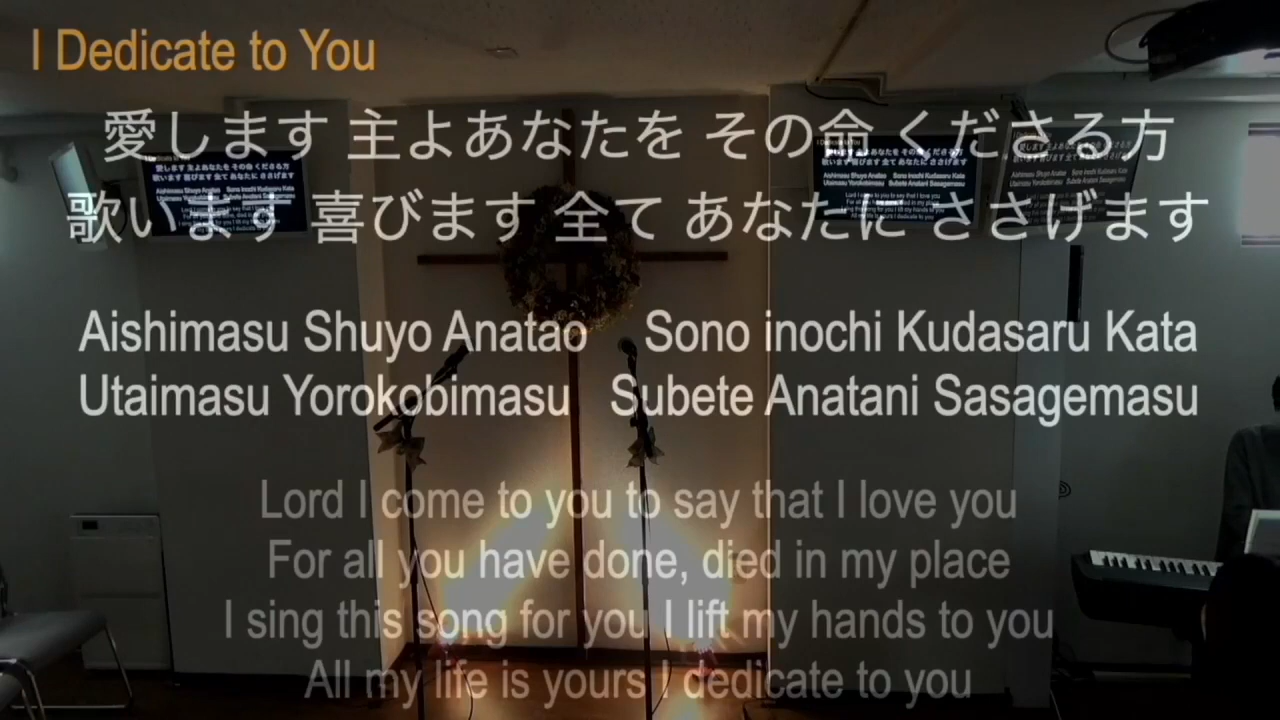 I Dedicate to You
愛します 主よあなたを その命 くださる方
歌います 喜びます 全て あなたに ささげます
Aishimasu Shuyo Anatao Sono inochi Kudasaru Kata
Utaimasu Yorokobimasu Subete Anatani Sasagemasu
Lord I come to you to say that I love you
For all you have done, died in my place
I sing this song for you I lift my hands to you
All my life is yours I dedicate to you